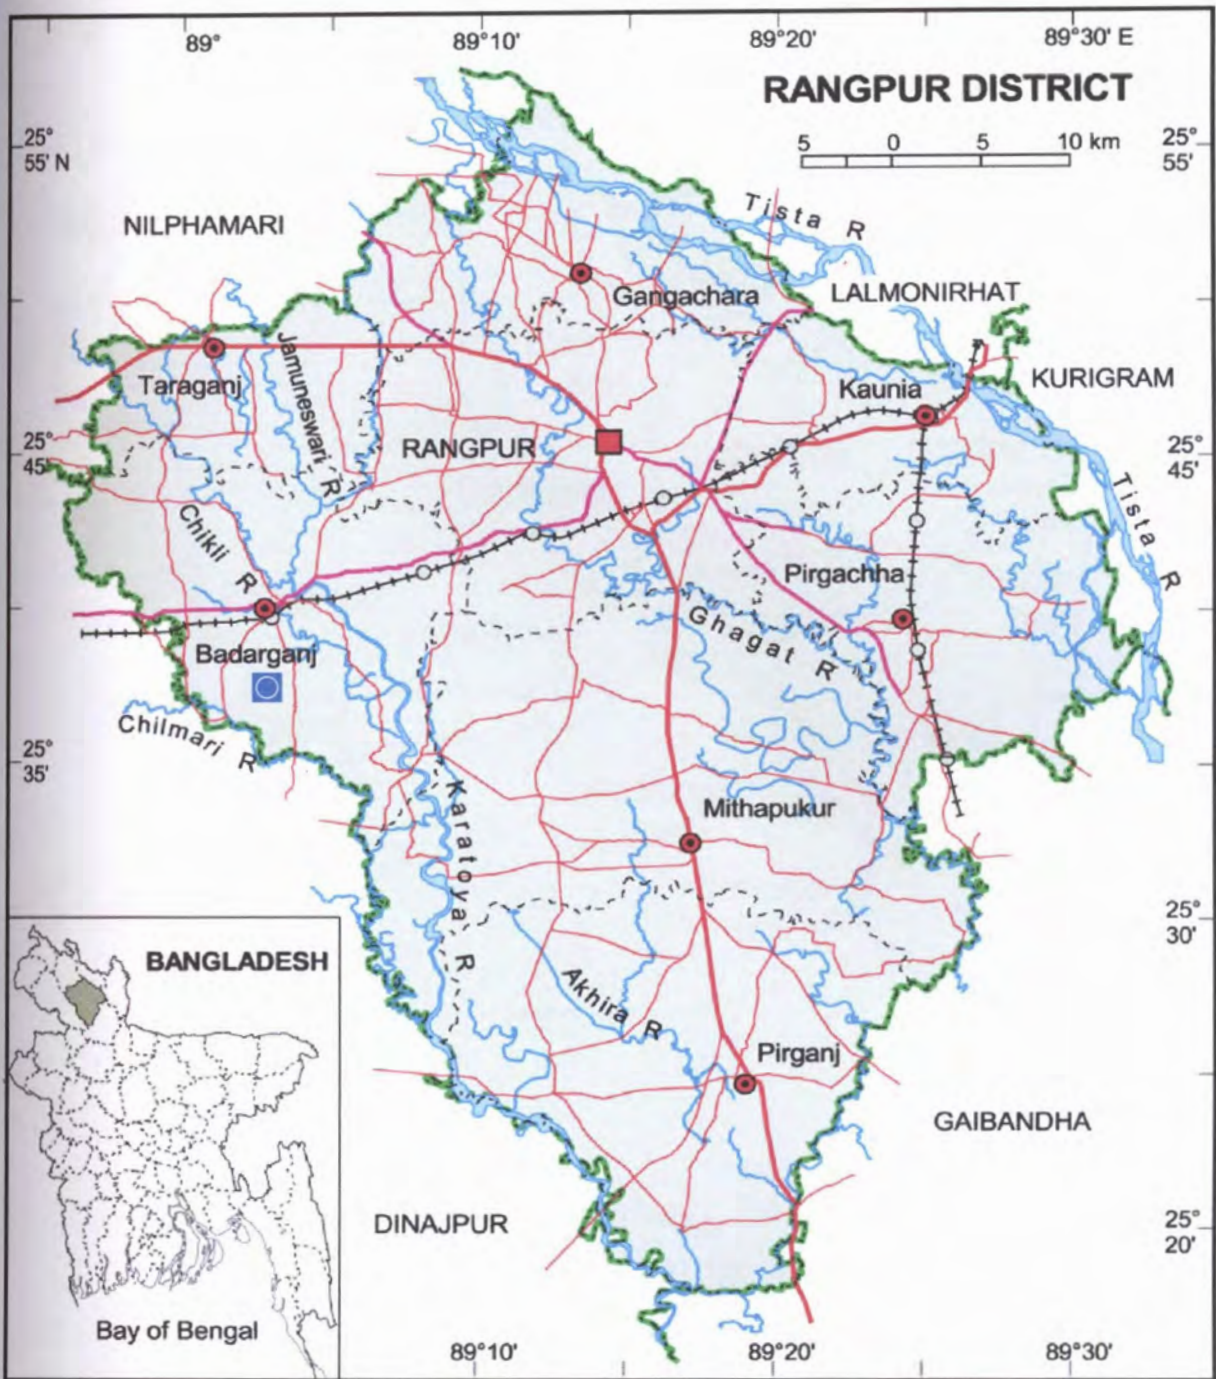 89° 89°10' 89°20' 89°30' E
RANGPUR DISTRICT
5 0 5 10 km
25°
55' N
25°
55'
NILPHAMARI
Tista R
Gangachara
LALMONIRHAT
Taraganj
Jamuneswari R
Kaunia
KURIGRAM
RANGPUR
25°
45'
25°
45'
Tista R
Chikli R
Pirgachha
Ghagat R
Badarganj
Chilmari R
25°
35'
Karatoya R
Mithapukur
25°
30'
BANGLADESH
Akhira R
Pirganj
GAIBANDHA
DINAJPUR
25°
20'
Bay of Bengal
89°10' 89°20' 89°30'